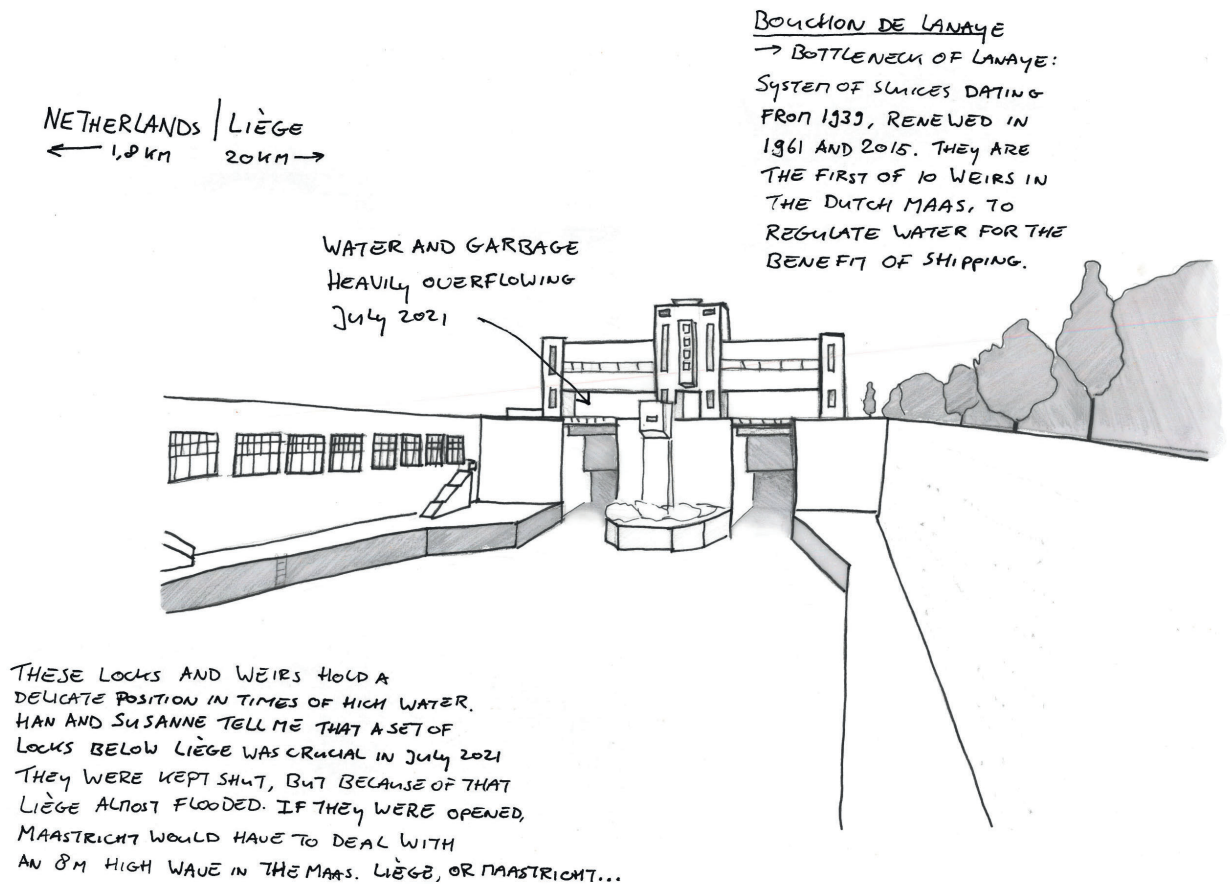 BOUCHON DE LANAYE
→ BOTTLENECK OF LANAYE:
SYSTEM OF SLUICES DATING
FROM 1939, RENEWED IN
1961 AND 2015. THEY ARE
THE FIRST OF 10 WEIRS IN
THE DUTCH MAAS, TO
REGULATE WATER FOR THE
BENEFIT OF SHIPPING.
NETHERLANDS | LIÈGE
← 1,8 KM 20 KM →
WATER AND GARBAGE
HEAVILY OVERFLOWING
JULY 2021
THESE LOCKS AND WEIRS HOLD A
DELICATE POSITION IN TIMES OF HIGH WATER.
HAN AND SUSANNE TELL ME THAT A SET OF
LOCKS BELOW LIÈGE WAS CRUCIAL IN JULY 2021
THEY WERE KEPT SHUT, BUT BECAUSE OF THAT
LIÈGE ALMOST FLOODED. IF THEY WERE OPENED,
MAASTRICHT WOULD HAVE TO DEAL WITH
AN 8M HIGH WAVE IN THE MAAS. LIÈGE, OR MAASTRICHT...